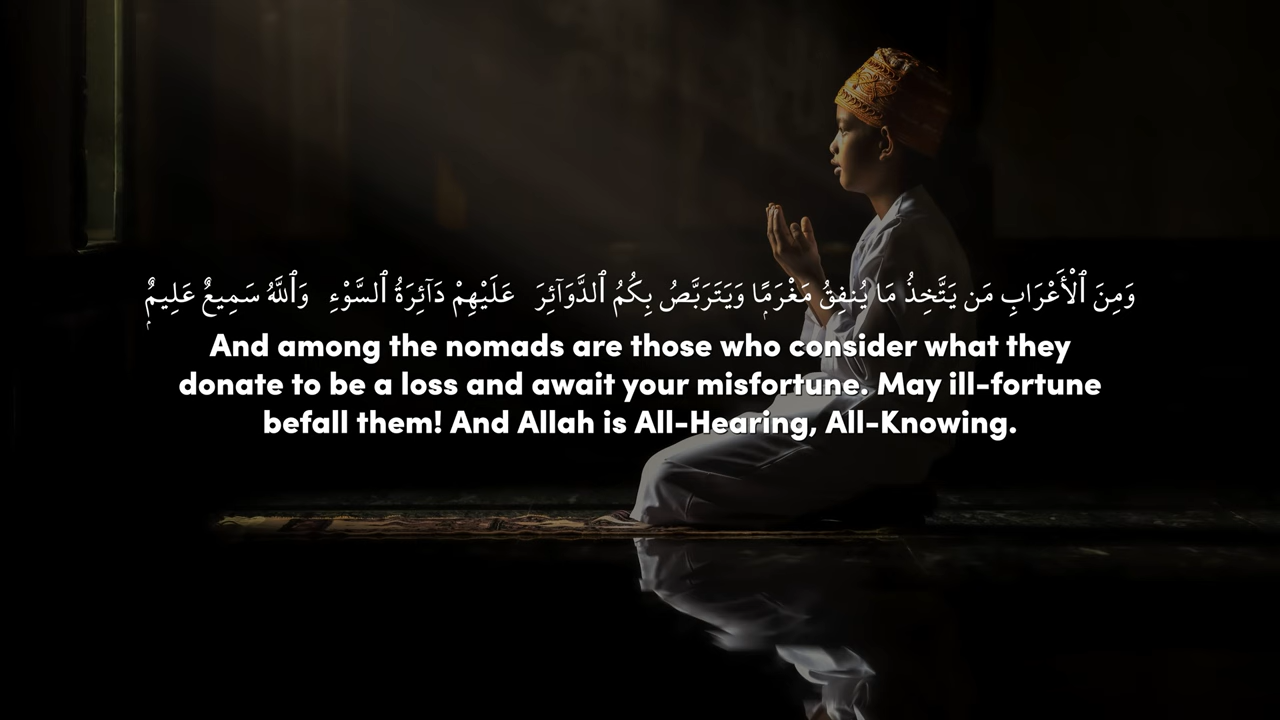 وَمِنَ ٱلْأَعْرَابِ مَن يَتَّخِذُ مَا يُنفِقُ مَغْرَمًۭا وَيَتَرَبَّصُ بِكُمُ ٱلدَّوَآئِرَ عَلَيْهِمْ دَآئِرَةُ ٱلسَّوْءِ وَٱللَّهُ سَمِيعٌ عَلِيمٌۭ
And among the nomads are those who consider what they
donate to be a loss and await your misfortune. May ill-fortune
befall them! And Allah is All-Hearing, All-Knowing.